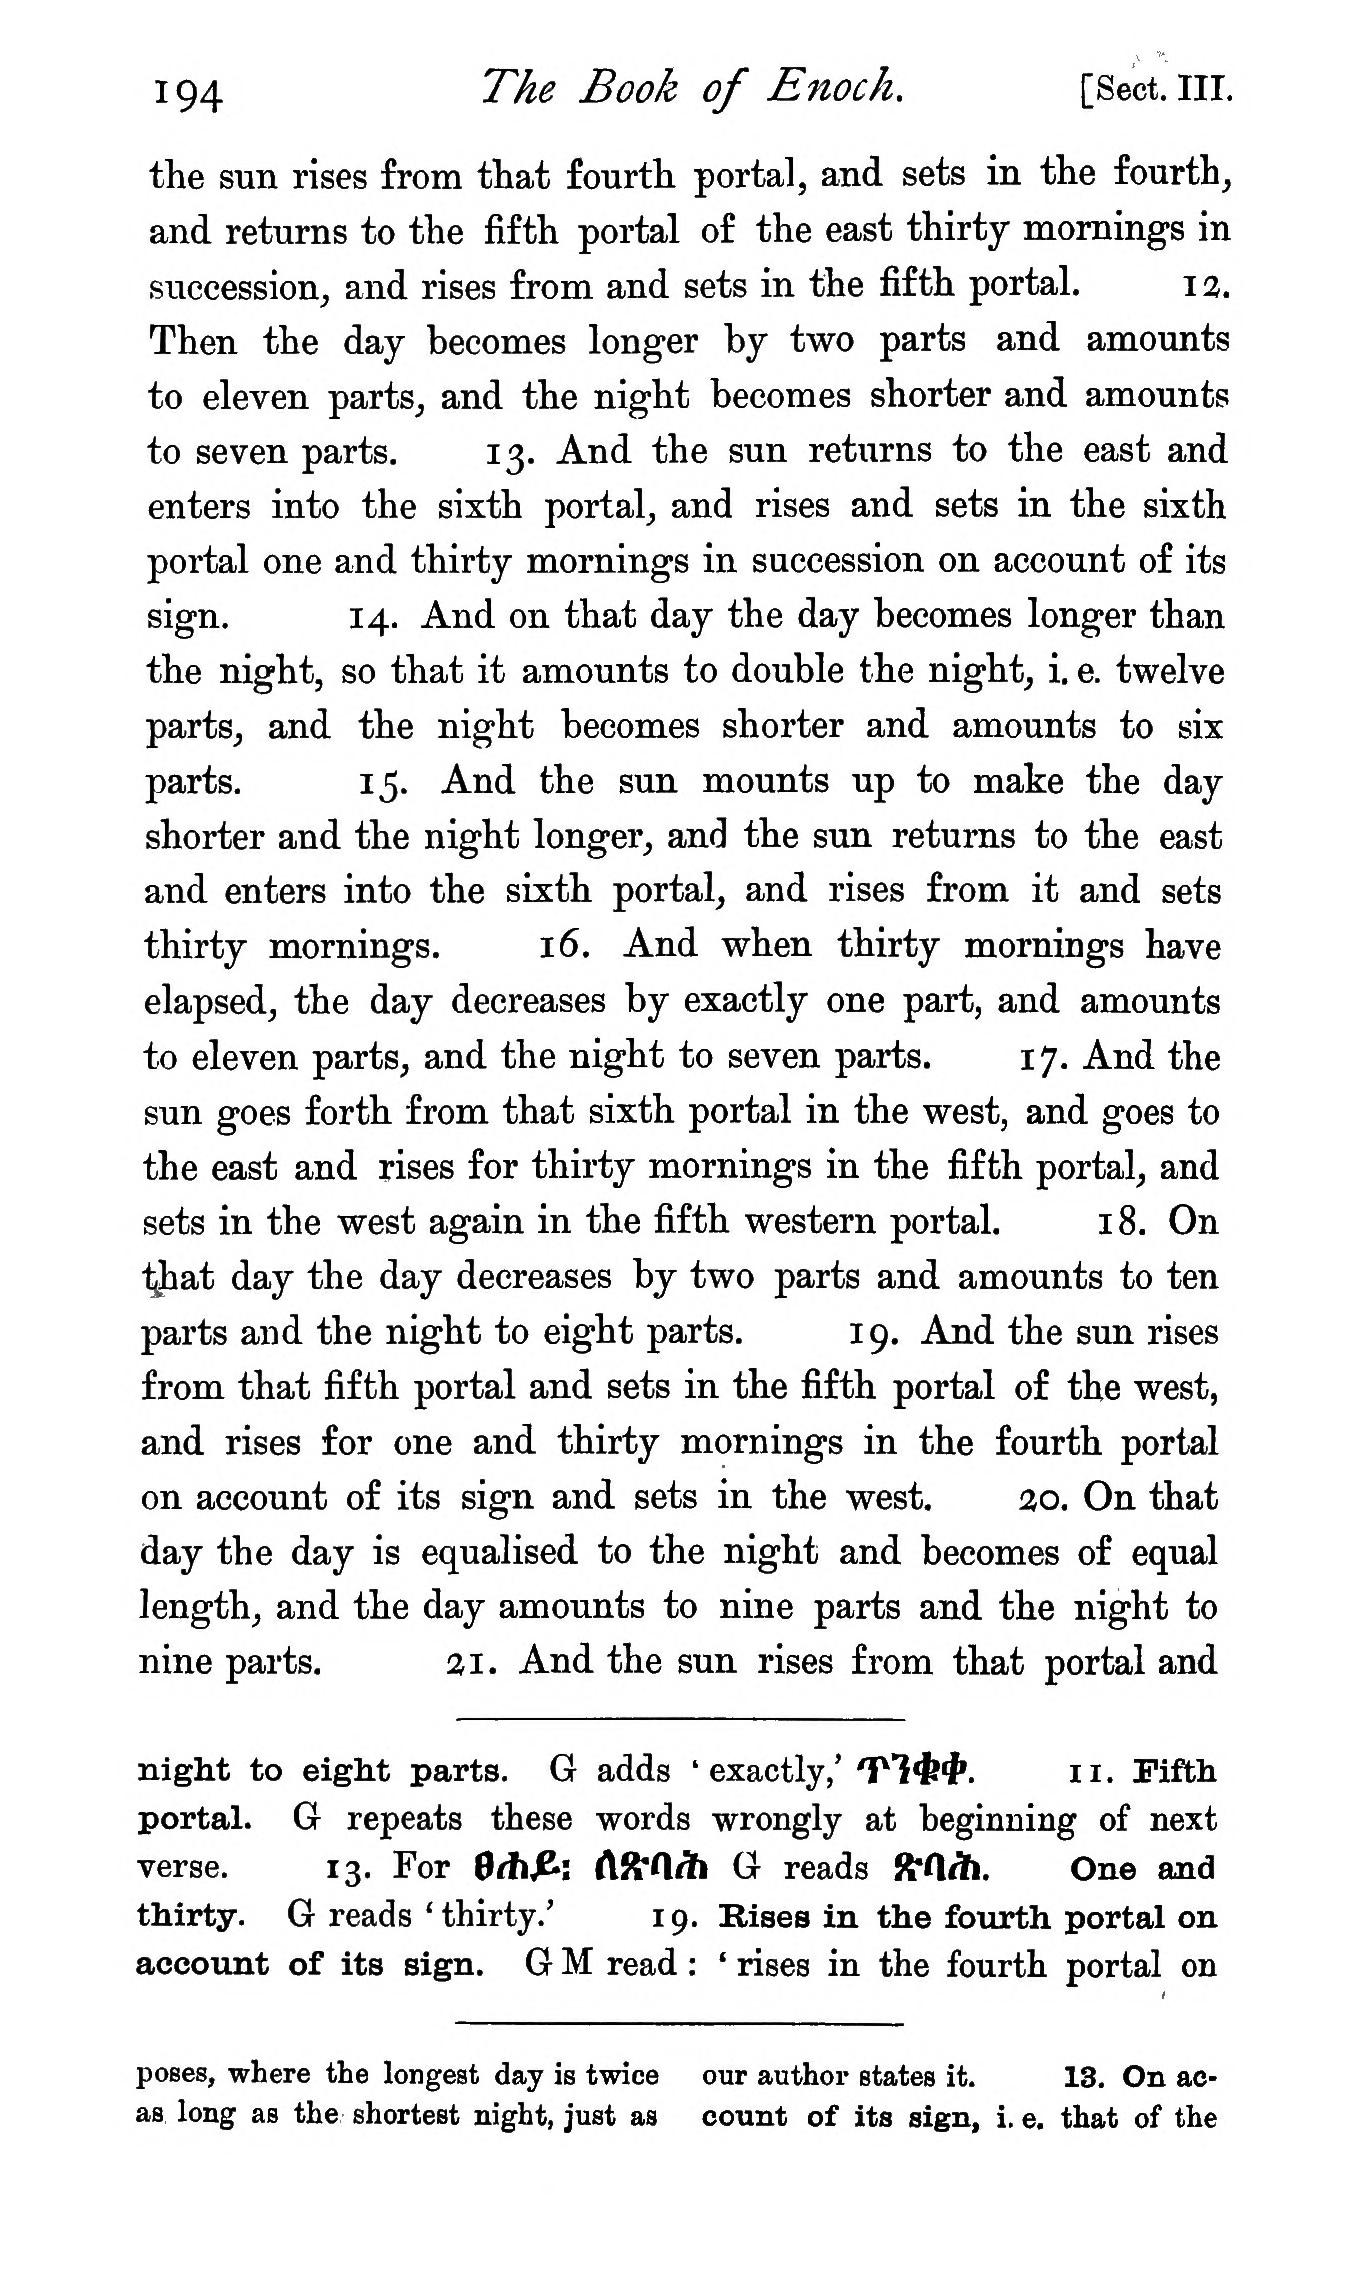 194 The Book of Enoch. [Sect. III.
the sun rises from that fourth portal, and sets in the fourth,
and returns to the fifth portal of the east thirty mornings in
succession, and rises from and sets in the fifth portal. 12.
Then the day becomes longer by two parts and amounts
to eleven parts, and the night becomes shorter and amounts
to seven parts. 13. And the sun returns to the east and
enters into the sixth portal, and rises and sets in the sixth
portal one and thirty mornings in succession on account of its
sign. 14. And on that day the day becomes longer than
the night, so that it amounts to double the night, i. e. twelve
parts, and the night becomes shorter and amounts to six
parts. 15. And the sun mounts up to make the day
shorter and the night longer, and the sun returns to the east
and enters into the sixth portal, and rises from it and sets
thirty mornings. 16. And when thirty mornings have
elapsed, the day decreases by exactly one part, and amounts
to eleven parts, and the night to seven parts. 17. And the
sun goes forth from that sixth portal in the west, and goes to
the east and rises for thirty mornings in the fifth portal, and
sets in the west again in the fifth western portal. 18. On
that day the day decreases by two parts and amounts to ten
parts and the night to eight parts. 19. And the sun rises
from that fifth portal and sets in the fifth portal of the west,
and rises for one and thirty mornings in the fourth portal
on account of its sign and sets in the west. 20. On that
day the day is equalised to the night and becomes of equal
length, and the day amounts to nine parts and the night to
nine parts. 21. And the sun rises from that portal and
night to eight parts. G adds ‘exactly,’ ጥንቁቀ. 11. Fifth
portal. G repeats these words wrongly at beginning of next
verse. 13. For ፀሐይ፡ ለጽባሕ G reads ጽባሕ. One and
thirty. G reads ‘thirty.’ 19. Rises in the fourth portal on
account of its sign. G M read : ‘rises in the fourth portal on
poses, where the longest day is twice
as long as the shortest night, just as
our author states it. 13. On ac-
count of its sign, i. e. that of the